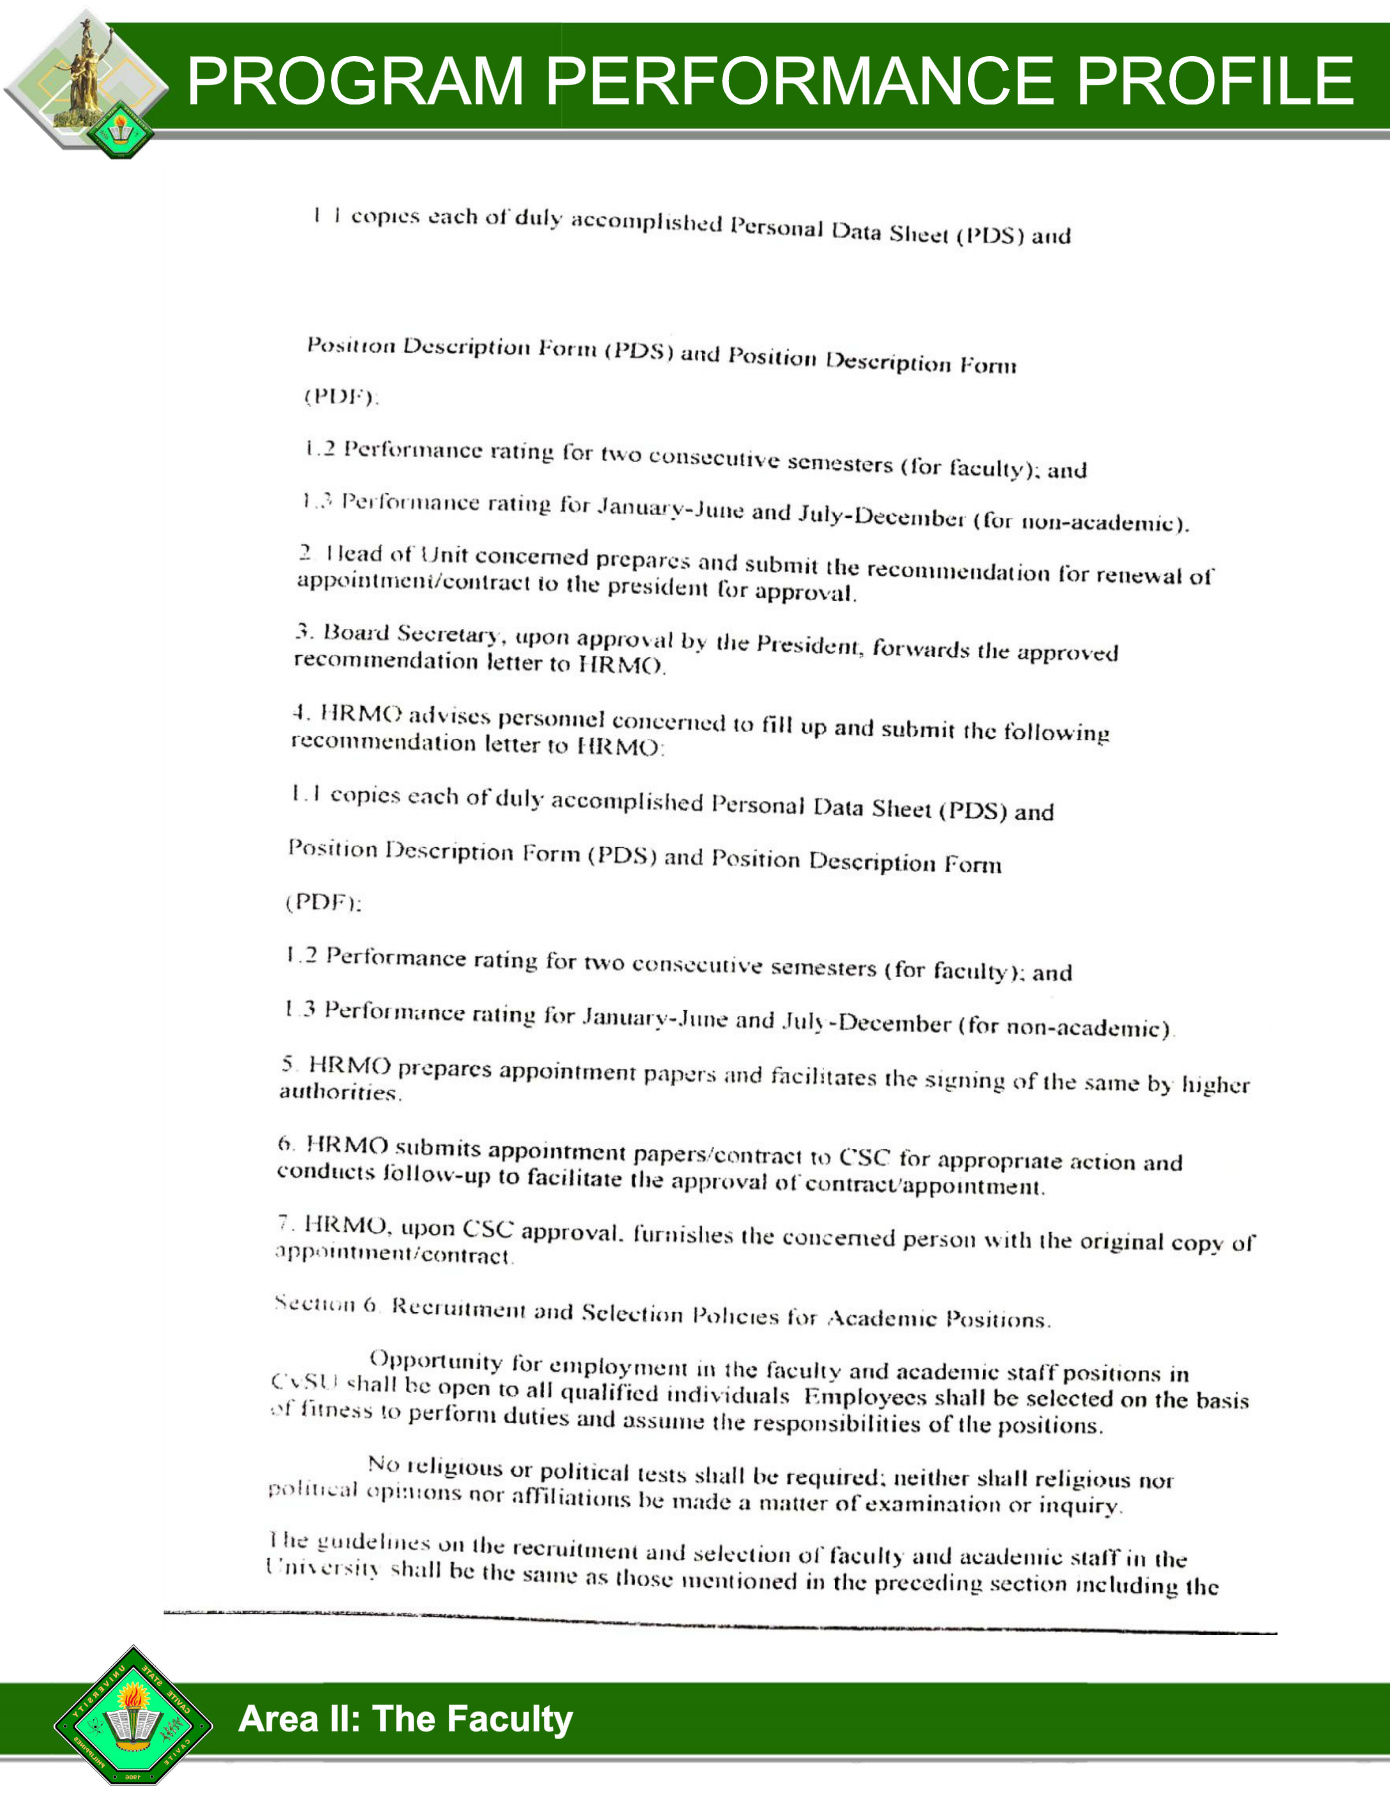 PROGRAM PERFORMANCE PROFILE
1 1 copies each of duly accomplished Personal Data Sheet (PDS) and
Position Description Form (PDS) and Position Description Form
(PDF);
1.2 Performance rating for two consecutive semesters (for faculty); and
1.3 Performance rating for January-June and July-December (for non-academic).
2. Head of Unit concerned prepares and submit the recommendation for renewal of
appointment/contract to the president for approval.
3. Board Secretary, upon approval by the President, forwards the approved
recommendation letter to HRMO.
4. HRMO advises personnel concerned to fill up and submit the following
recommendation letter to HRMO:
1.1 copies each of duly accomplished Personal Data Sheet (PDS) and
Position Description Form (PDS) and Position Description Form
(PDF);
1.2 Performance rating for two consecutive semesters (for faculty); and
1.3 Performance rating for January-June and July-December (for non-academic).
5. HRMO prepares appointment papers and facilitates the signing of the same by higher
authorities.
6. HRMO submits appointment papers/contract to CSC for appropriate action and
conducts follow-up to facilitate the approval of contract/appointment.
7. HRMO, upon CSC approval, furnishes the concerned person with the original copy of
appointment/contract.
Section 6. Recruitment and Selection Policies for Academic Positions.
Opportunity for employment in the faculty and academic staff positions in
CvSU shall be open to all qualified individuals. Employees shall be selected on the basis
of fitness to perform duties and assume the responsibilities of the positions.
No religious or political tests shall be required; neither shall religious nor
political opinions nor affiliations be made a matter of examination or inquiry.
The guidelines on the recruitment and selection of faculty and academic staff in the
University shall be the same as those mentioned in the preceding section including the
CAVITE STATE UNIVERSITY
CAVITE
PHILIPPINES
1906
Area II: The Faculty